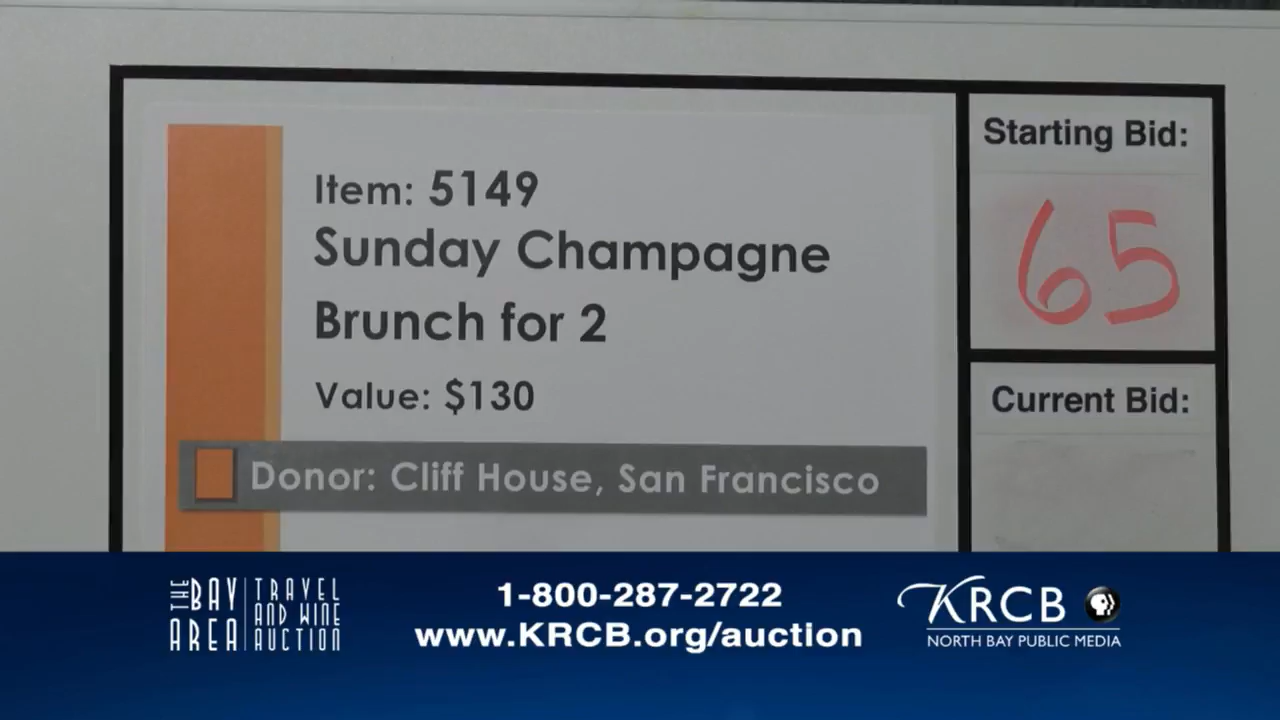 Item: 5149
Sunday Champagne
Brunch for 2
Value: $130
Donor: Cliff House, San Francisco
Starting Bid:
65
Current Bid:
THE BAY AREA
TRAVEL AND WINE AUCTION
1-800-287-2722
www.KRCB.org/auction
KRCB
NORTH BAY PUBLIC MEDIA